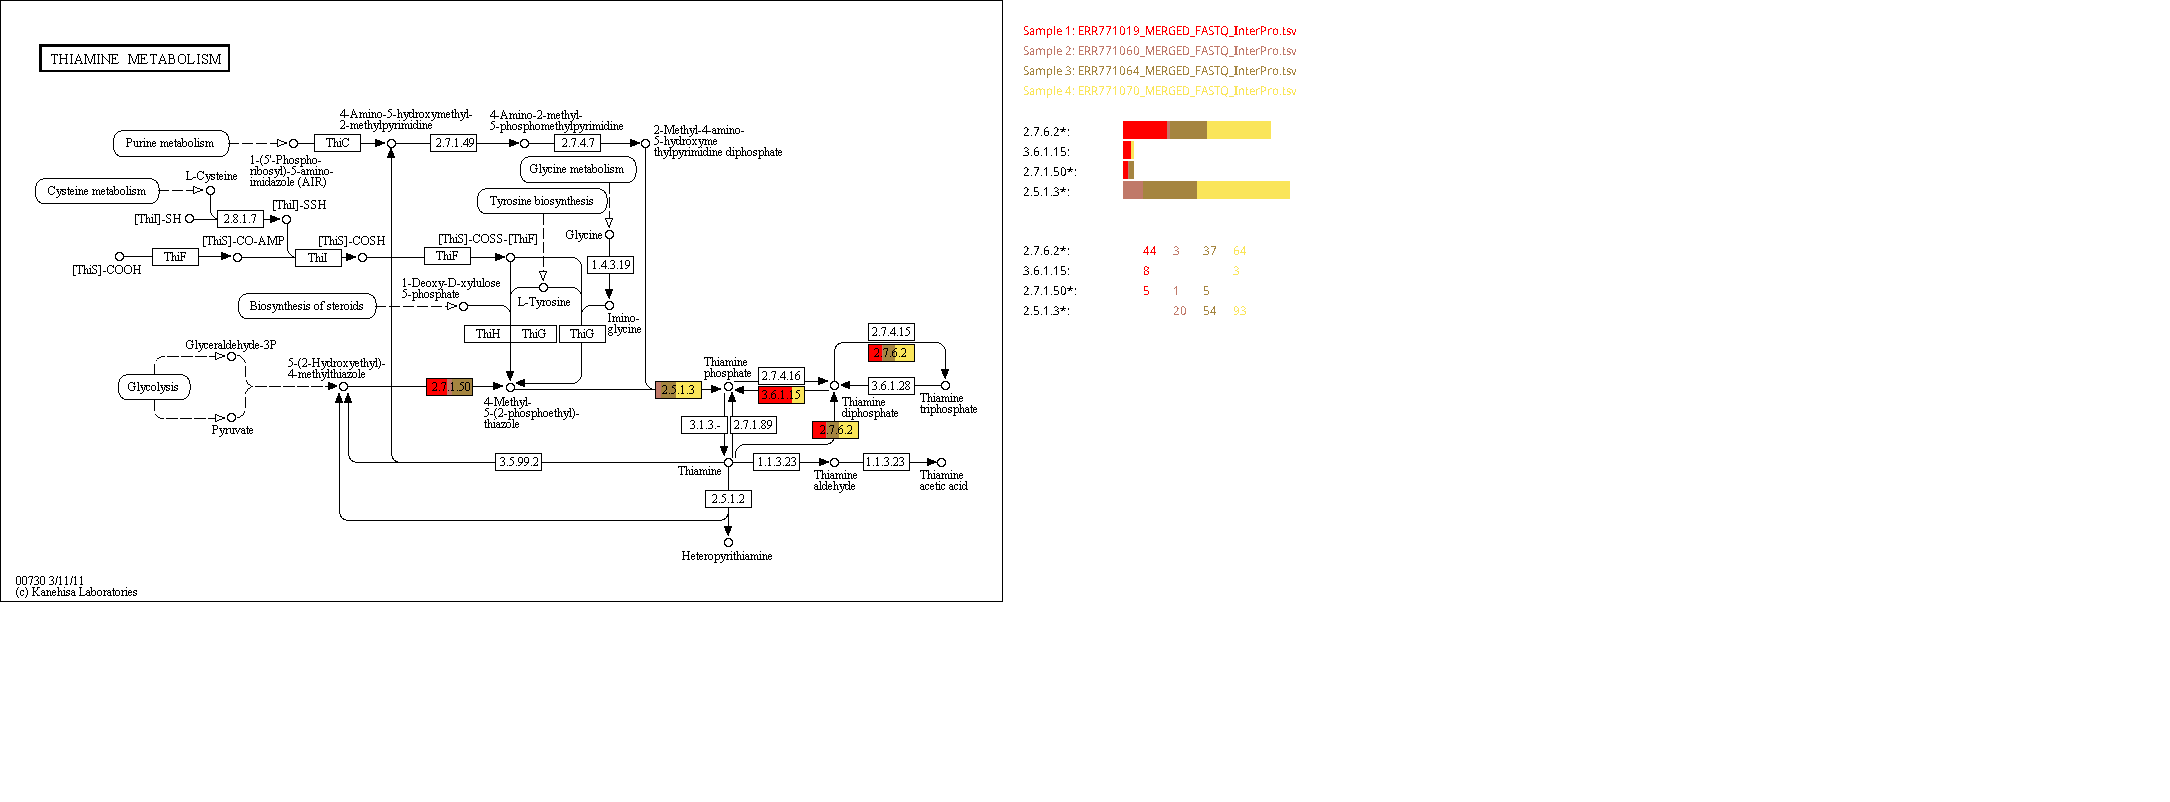 THIAMINE METABOLISM
4-Amino-5-hydroxymethyl-
2-methylpyrimidine
4-Amino-2-methyl-
5-phosphomethylpyrimidine
2-Methyl-4-amino-
5-hydroxyme
thylpyrimidine diphosphate
Purine metabolism
ThiC
2.7.1.49
2.7.4.7
1-(5'-Phospho-
ribosyl)-5-amino-
imidazole (AIR)
Glycine metabolism
L-Cysteine
Cysteine metabolism
Tyrosine biosynthesis
[ThiI]-SSH
[ThiI]-SH
2.8.1.7
[ThiS]-CO-AMP
[ThiS]-COSH
[ThiS]-COSS-[ThiF]
Glycine
ThiF
ThiI
ThiF
[ThiS]-COOH
1.4.3.19
1-Deoxy-D-xylulose
5-phosphate
Biosynthesis of steroids
L-Tyrosine
Imino-
glycine
ThiH
ThiG
ThiG
2.7.4.15
2.7.6.2
Glyceraldehyde-3P
5-(2-Hydroxyethyl)-
4-methylthiazole
Thiamine
phosphate
2.7.4.16
Glycolysis
2.7.1.50
2.5.1.3
3.6.1.15
3.6.1.28
4-Methyl-
5-(2-phosphoethyl)-
thiazole
Thiamine
diphosphate
Thiamine
triphosphate
Pyruvate
3.1.3.-
2.7.1.89
2.7.6.2
3.5.99.2
Thiamine
1.1.3.23
1.1.3.23
Thiamine
aldehyde
Thiamine
acetic acid
2.5.1.2
Heteropyrithiamine
00730 3/11/11
(c) Kanehisa Laboratories
Sample 1: ERR771019_MERGED_FASTQ_InterPro.tsv
Sample 2: ERR771060_MERGED_FASTQ_InterPro.tsv
Sample 3: ERR771064_MERGED_FASTQ_InterPro.tsv
Sample 4: ERR771070_MERGED_FASTQ_InterPro.tsv
2.7.6.2*:
3.6.1.15:
2.7.1.50*:
2.5.1.3*:
2.7.6.2*: 44 3 37 64
3.6.1.15: 8 3
2.7.1.50*: 5 1 5
2.5.1.3*: 20 54 93